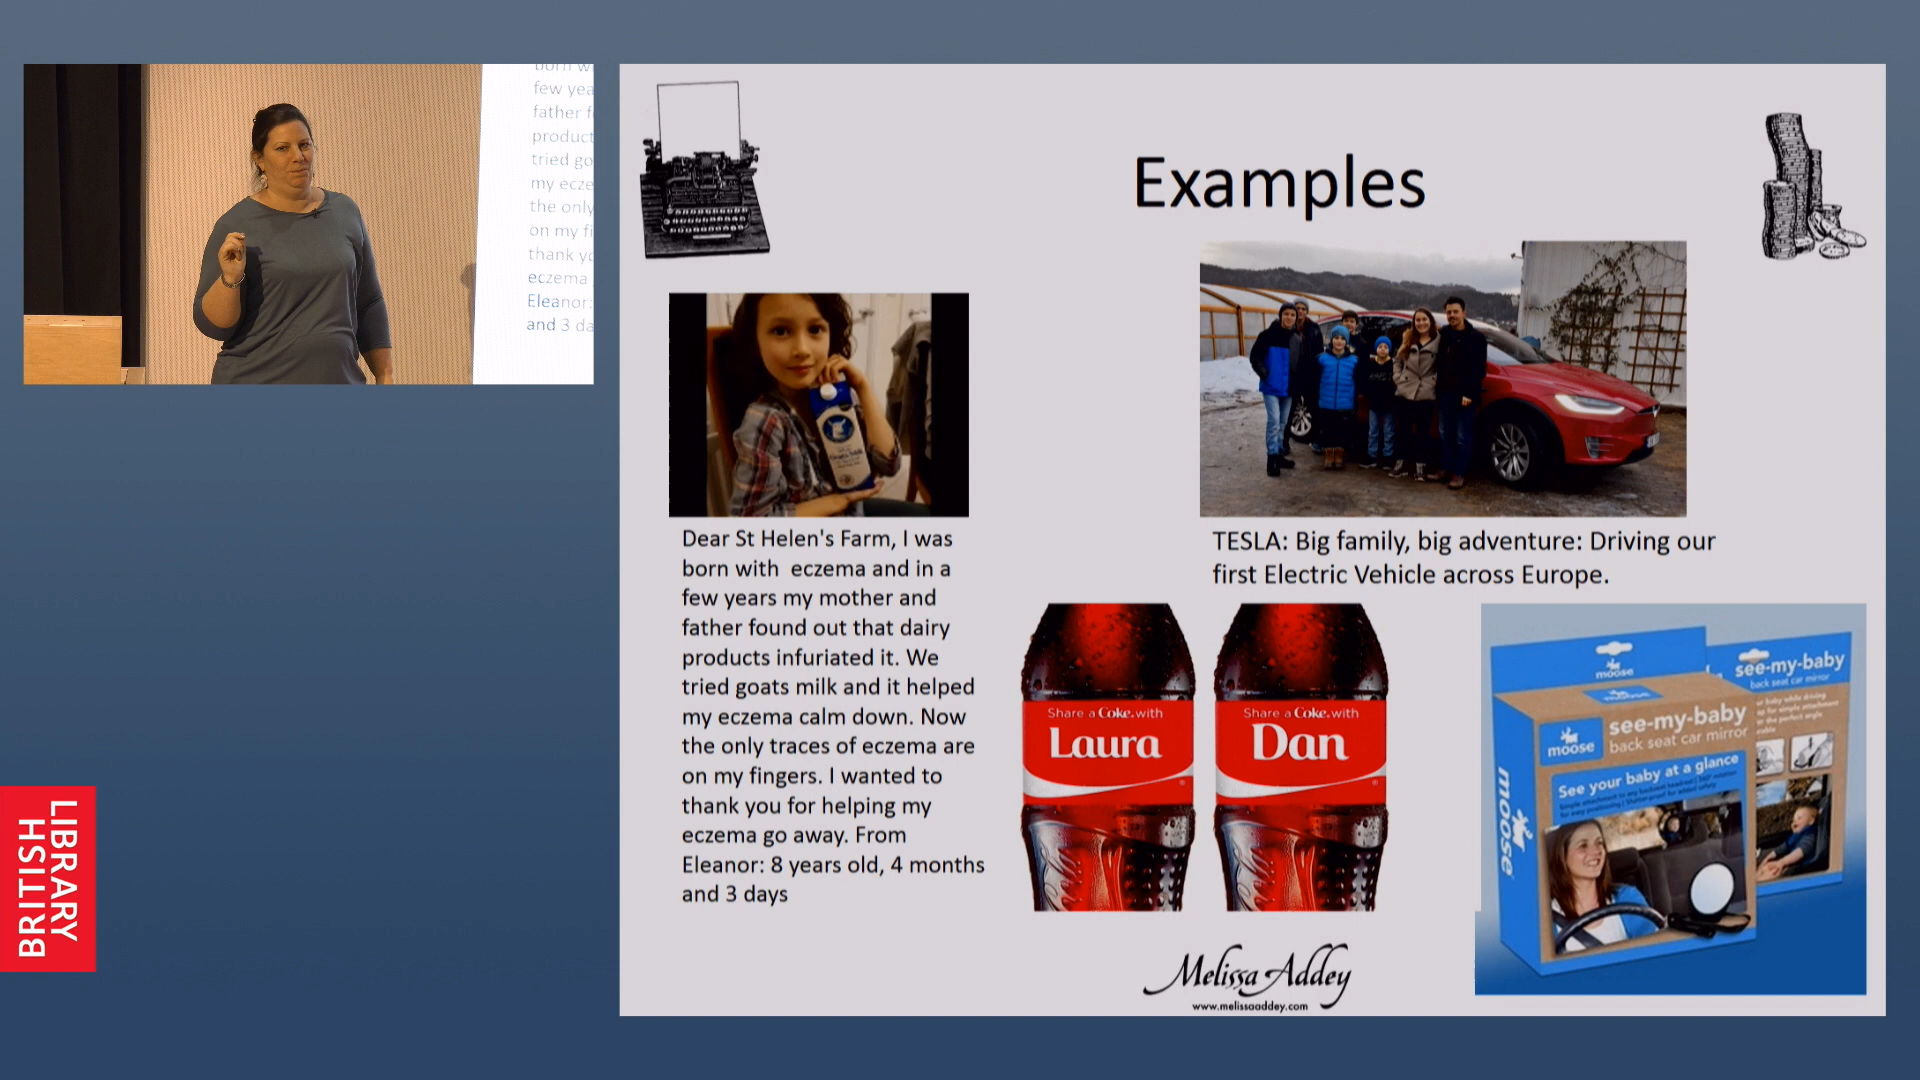 born w
few yea
father f
product
tried go
my ecze
the only
on my fi
thank yo
eczema
Eleanor:
and 3 da
LIBRARY
BRITISH
Examples
Dear St Helen's Farm, I was
born with eczema and in a
few years my mother and
father found out that dairy
products infuriated it. We
tried goats milk and it helped
my eczema calm down. Now
the only traces of eczema are
on my fingers. I wanted to
thank you for helping my
eczema go away. From
Eleanor: 8 years old, 4 months
and 3 days
TESLA: Big family, big adventure: Driving our
first Electric Vehicle across Europe.
Share a Coke with
Laura
Share a Coke with
Dan
moose
see-my-baby
back seat car mirror
moose
see-my-baby
back seat car mirror
See your baby at a glance
moose
Melissa Addey
www.melissaaddey.com